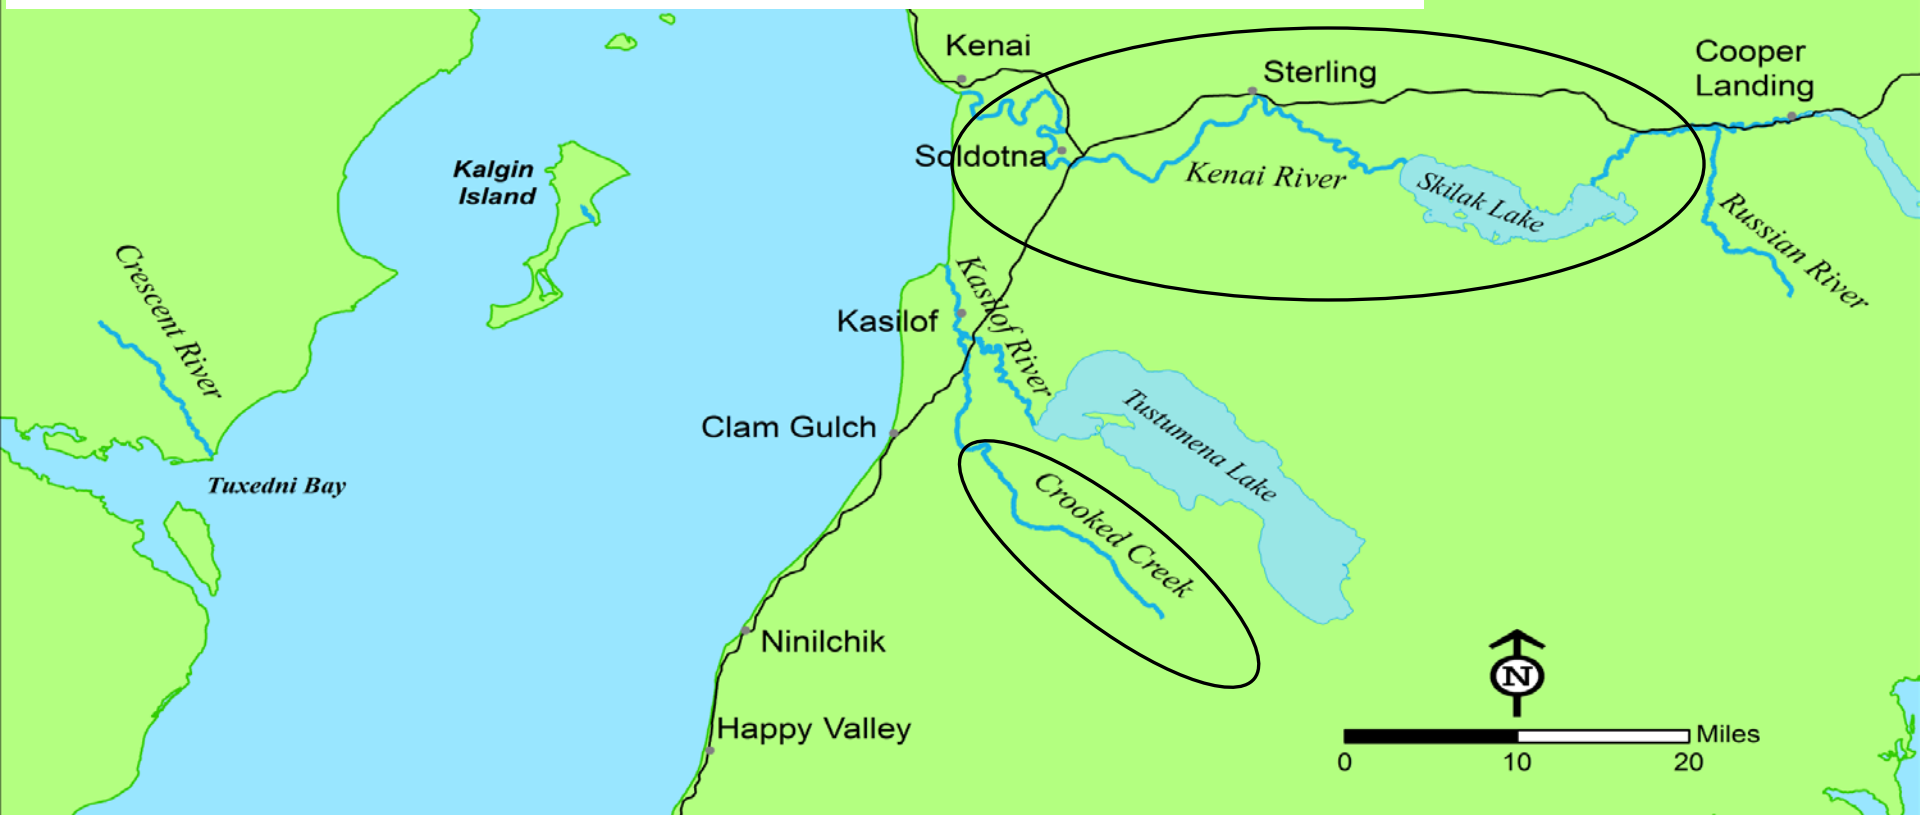 Kenai
Sterling
Cooper
Landing
Soldotna
Kenai River
Skilak Lake
Russian River
Kalgin
Island
Crescent River
Kasilof River
Kasilof
Tustumena Lake
Clam Gulch
Tuxedni Bay
Crooked Creek
Ninilchik
Happy Valley
N
Miles
0 10 20